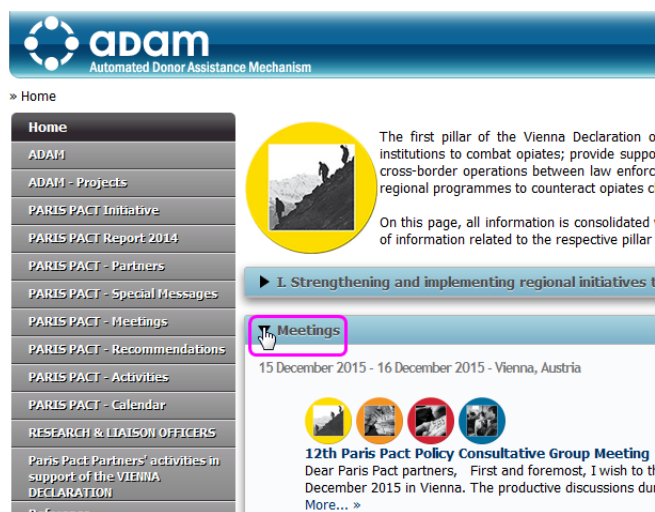 aDam
Automated Donor Assistance Mechanism
» Home
Home
ADAM
ADAM - Projects
PARIS PACT Initiative
PARIS PACT Report 2014
PARIS PACT - Partners
PARIS PACT - Special Messages
PARIS PACT - Meetings
PARIS PACT - Recommendations
PARIS PACT - Activities
PARIS PACT - Calendar
RESEARCH & LIAISON OFFICERS
Paris Pact Partners' activities in
support of the VIENNA
DECLARATION
The first pillar of the Vienna Declaration o
institutions to combat opiates; provide suppo
cross-border operations between law enforc
regional programmes to counteract opiates c
On this page, all information is consolidated
of information related to the respective pillar
I. Strengthening and implementing regional initiatives t
Meetings
15 December 2015 - 16 December 2015 - Vienna, Austria
12th Paris Pact Policy Consultative Group Meeting
Dear Paris Pact partners, First and foremost, I wish to th
December 2015 in Vienna. The productive discussions du
More... »